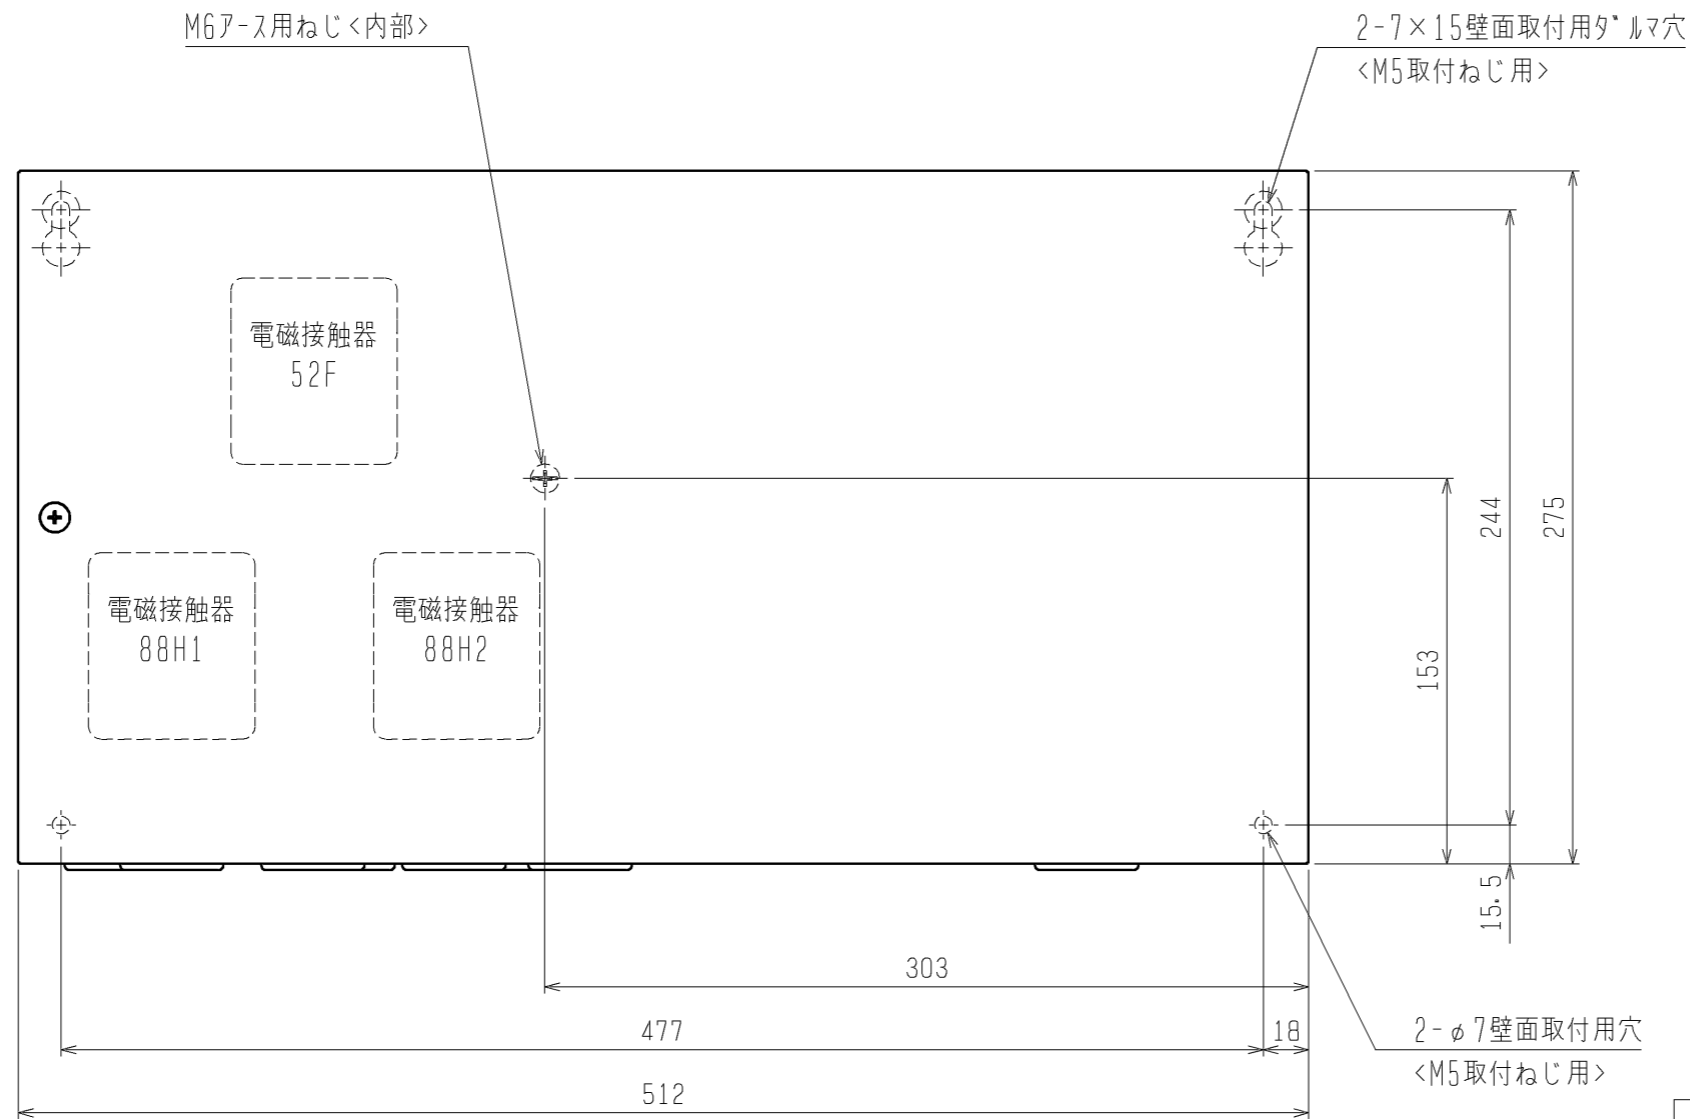 M6アース用ねじ<内部>
2-7×15壁面取付用ダルマ穴
<M5取付ねじ用>
電磁接触器
52F
電磁接触器
88H1
電磁接触器
88H2
244
275
153
15.5
303
477
18
2-φ7壁面取付用穴
<M5取付ねじ用>
512